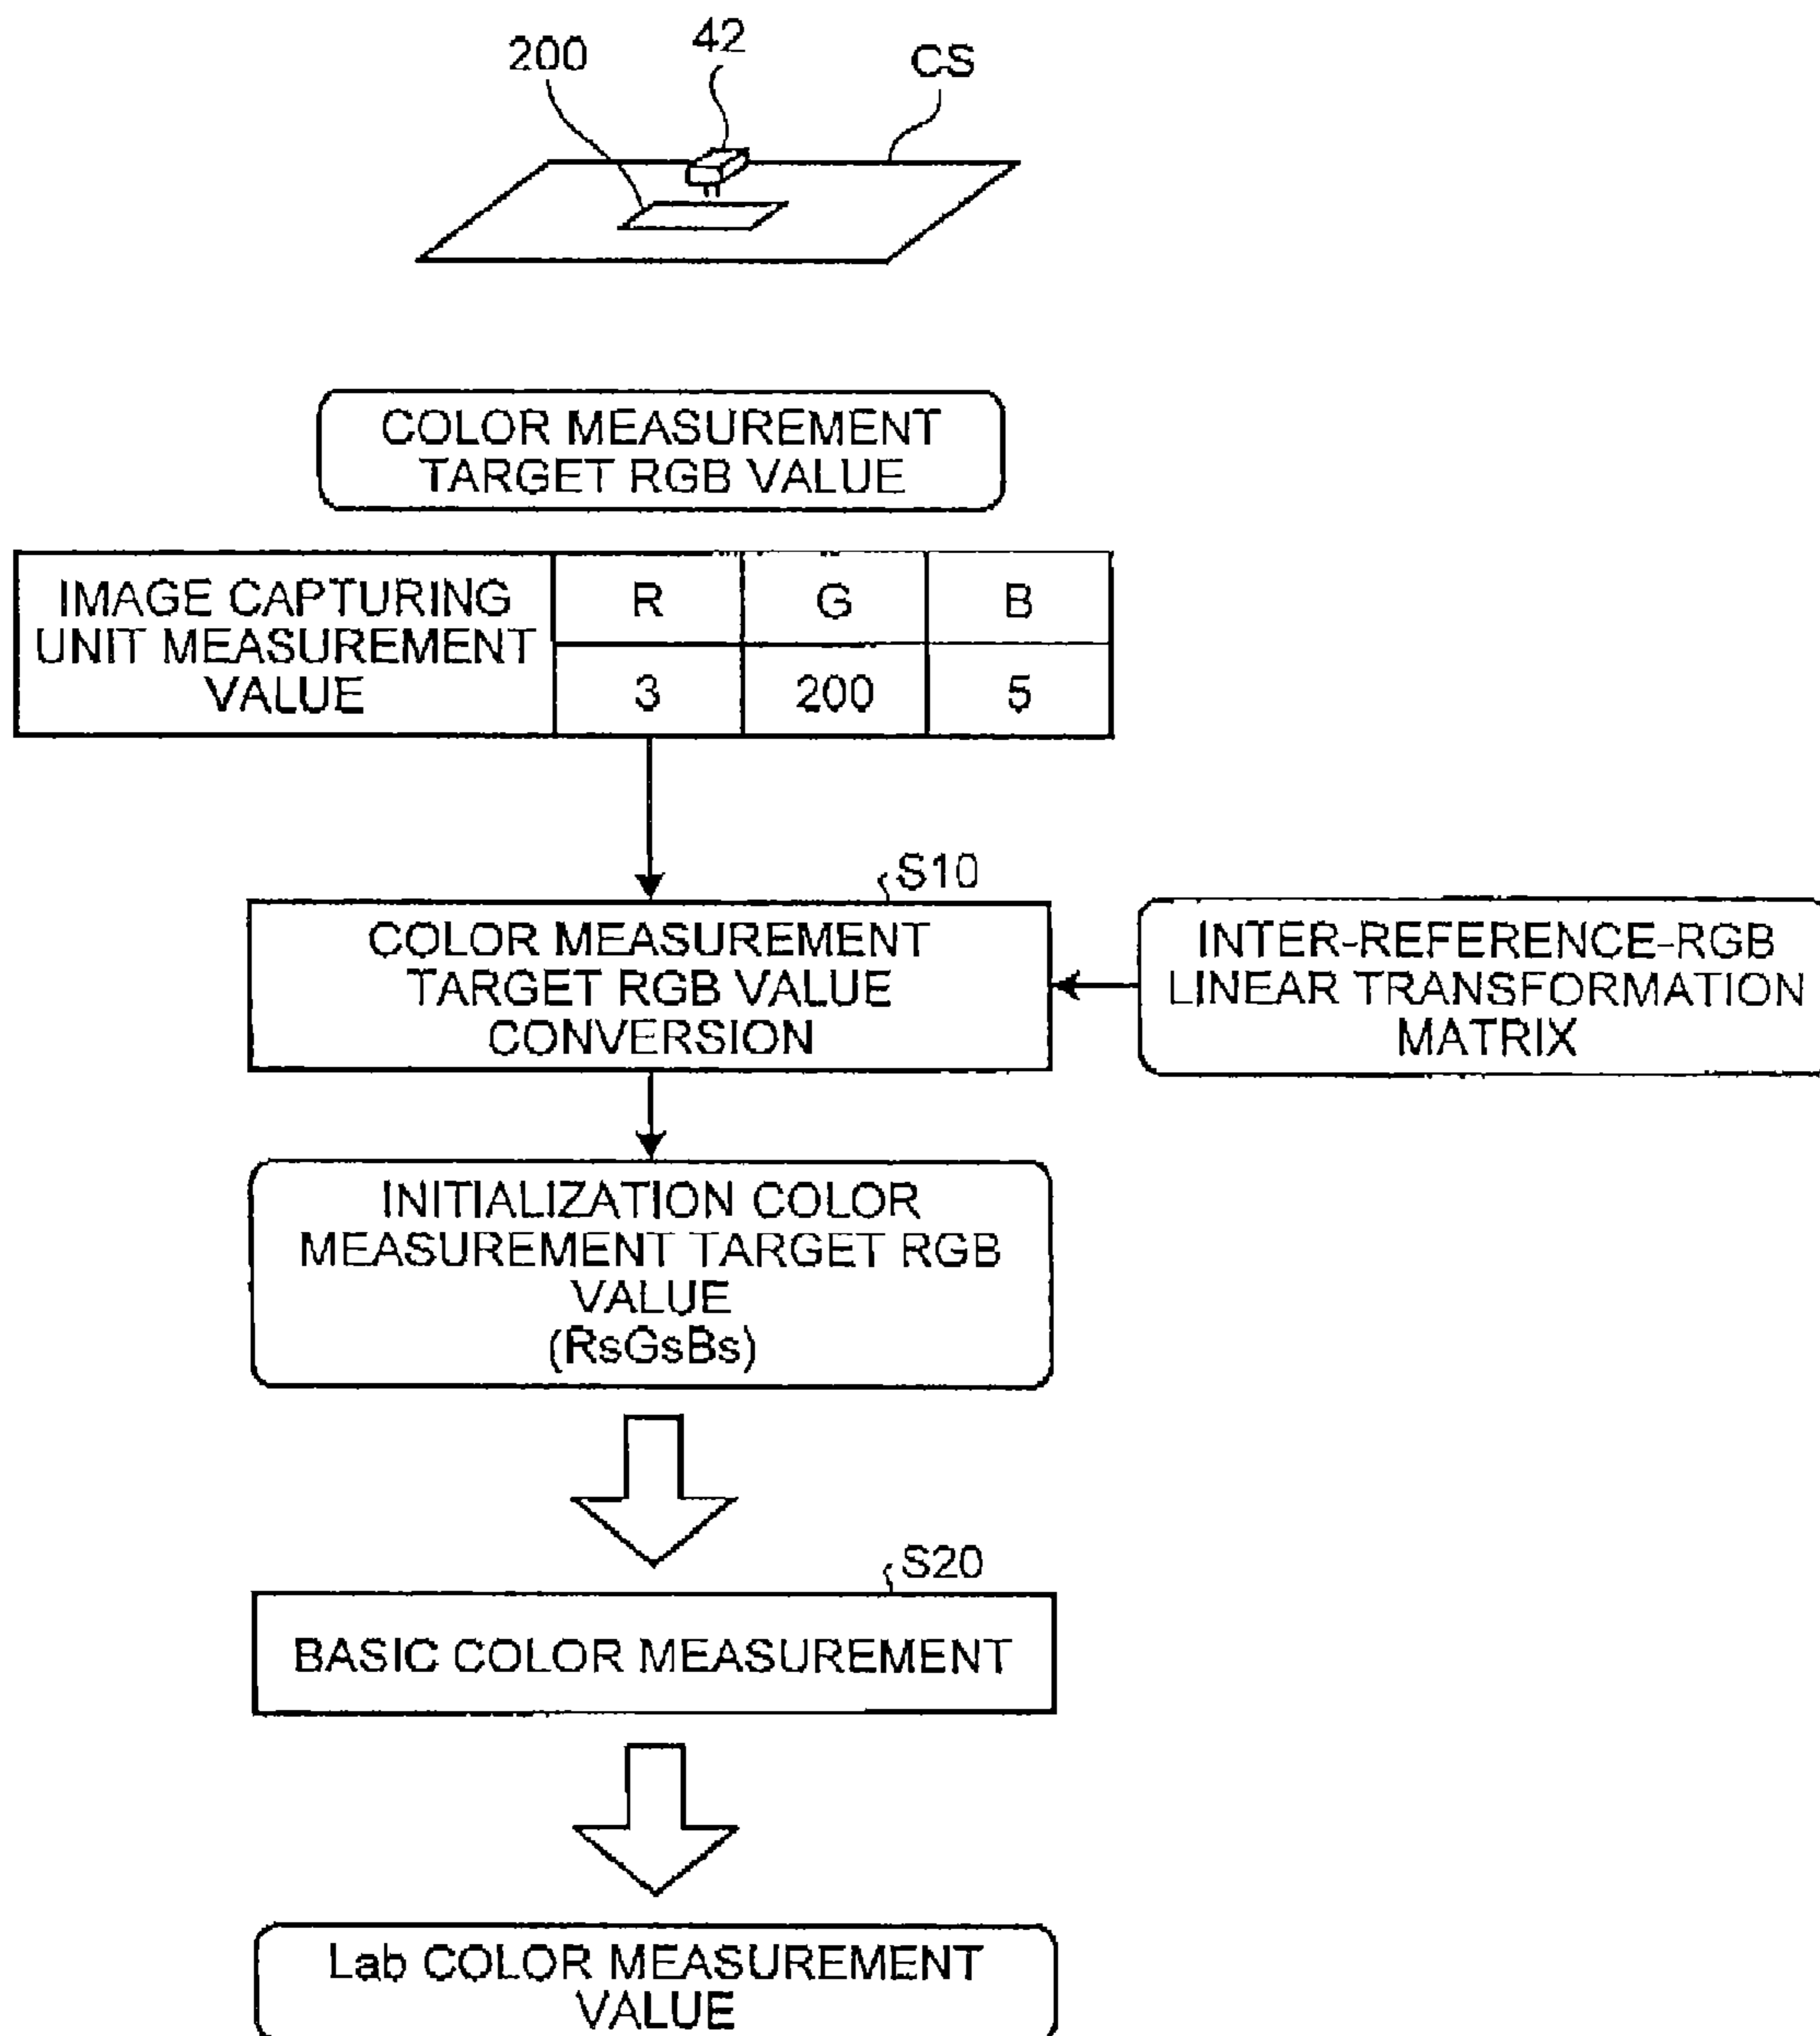 200
42
CS
COLOR MEASUREMENT
TARGET RGB VALUE
IMAGE CAPTURING
UNIT MEASUREMENT
VALUE
R G B
3 200 5
S10
COLOR MEASUREMENT
TARGET RGB VALUE
CONVERSION
INTER-REFERENCE-RGB
LINEAR TRANSFORMATION
MATRIX
INITIALIZATION COLOR
MEASUREMENT TARGET RGB
VALUE
(RsGsBs)
S20
BASIC COLOR MEASUREMENT
Lab COLOR MEASUREMENT
VALUE